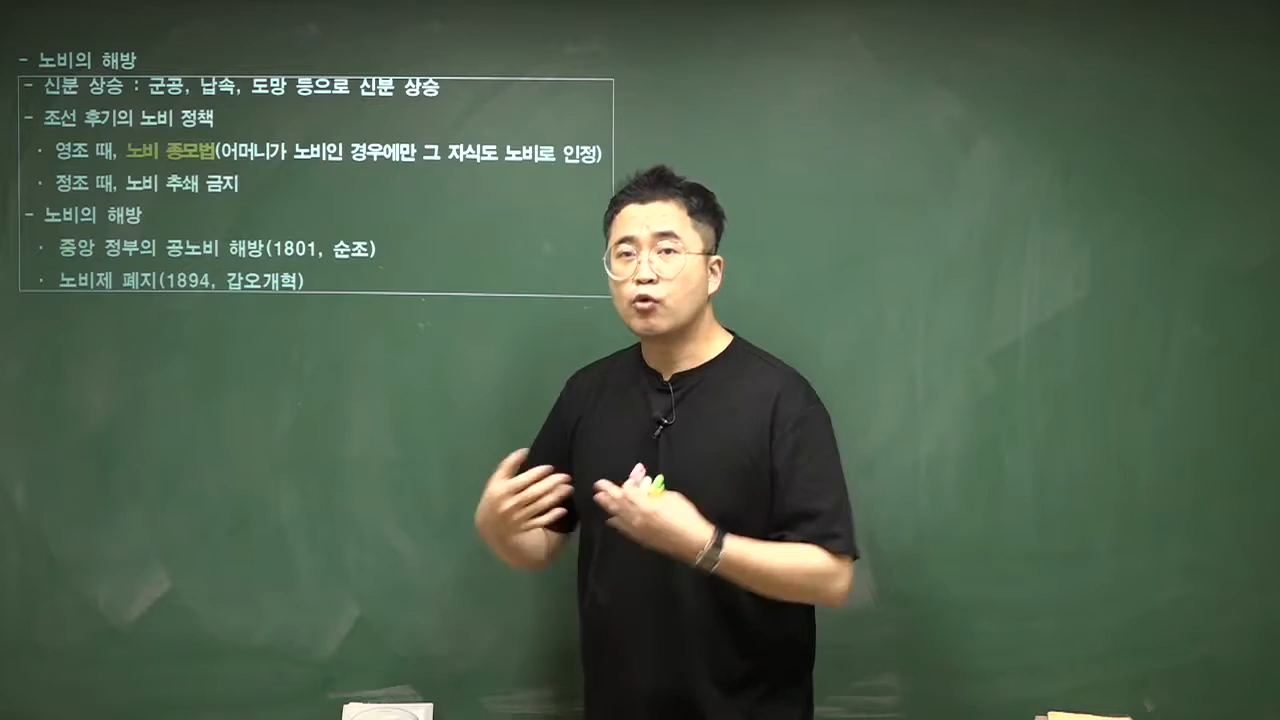 - 노비의 해방
- 신분 상승 : 군공, 납속, 도망 등으로 신분 상승
- 조선 후기의 노비 정책
· 영조 때, 노비 종모법(어머니가 노비인 경우에만 그 자식도 노비로 인정)
· 정조 때, 노비 추쇄 금지
- 노비의 해방
· 중앙 정부의 공노비 해방(1801, 순조)
· 노비제 폐지(1894, 갑오개혁)